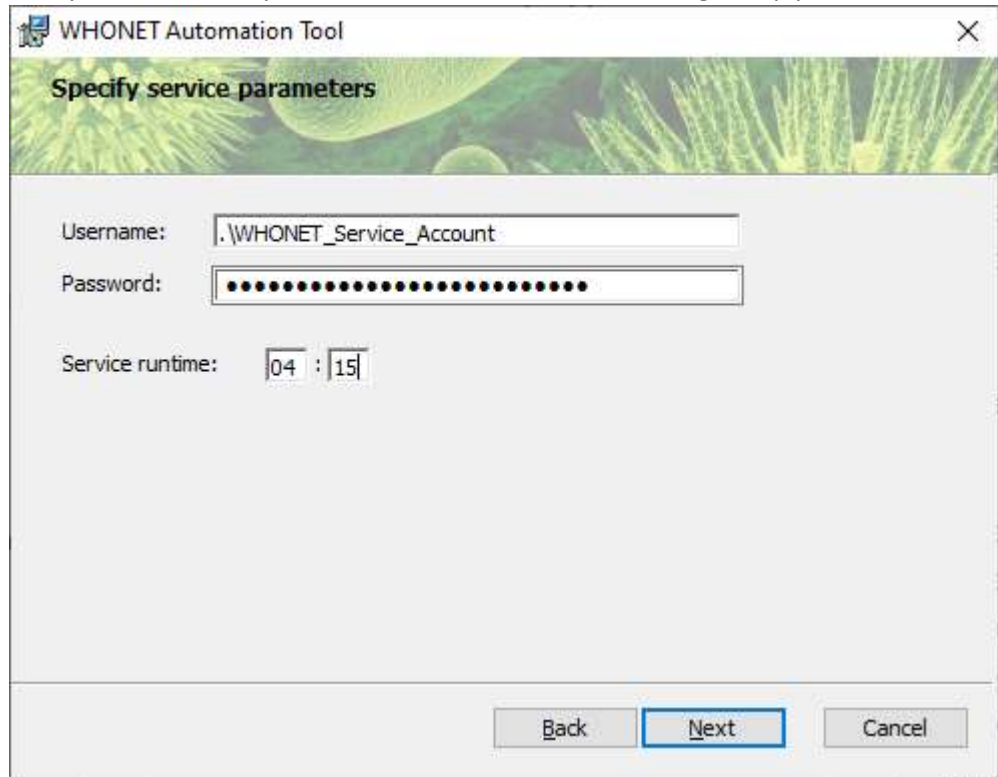 WHONET Automation Tool
Specify service parameters
Username: .\WHONET_Service_Account
Password: ••••••••••••••••••••••••••
Service runtime: 04 : 15
Back Next Cancel